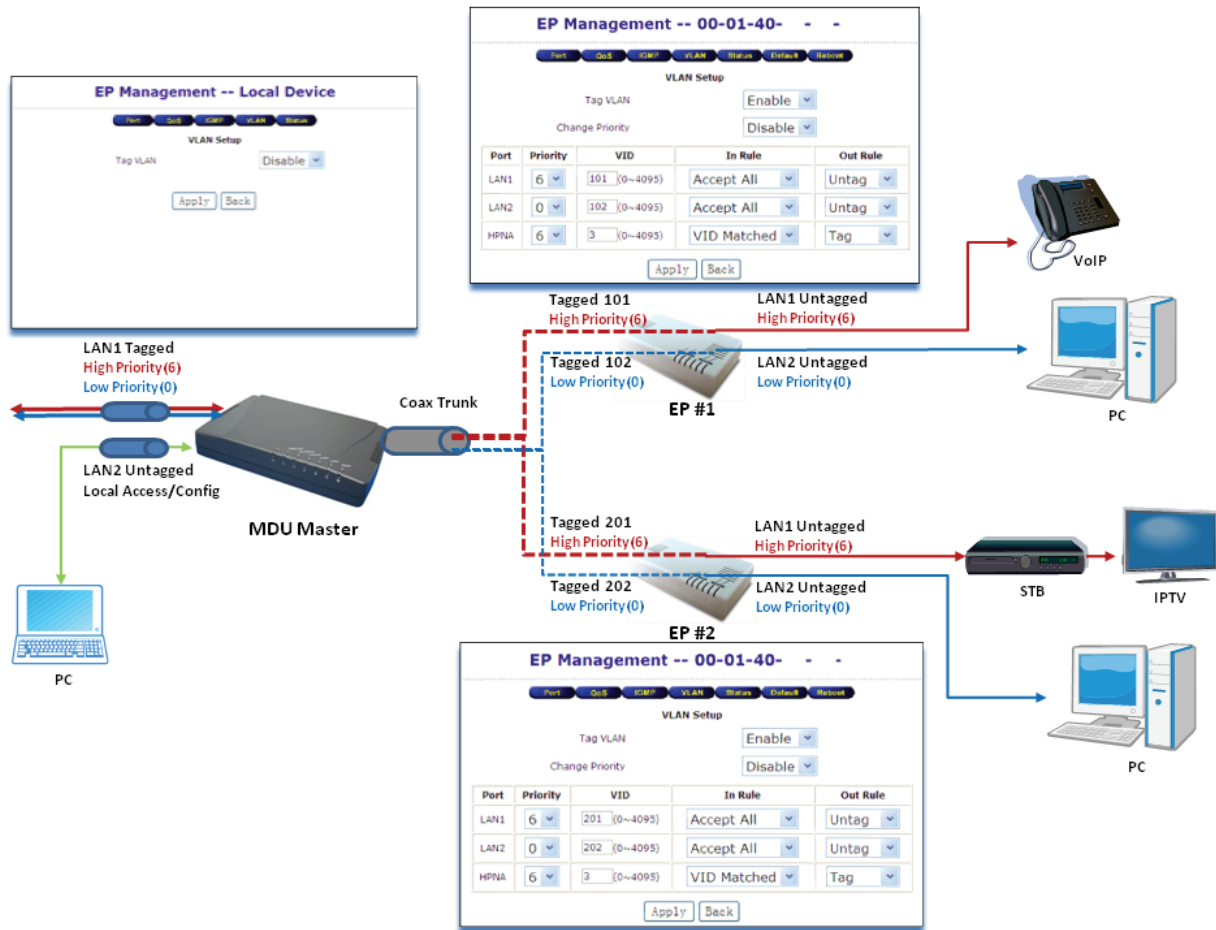 EP Management -- Local Device
Port QoS IGMP VLAN Status
VLAN Setup
Tag VLAN Disable
Apply Back
EP Management -- 00-01-40- - -
Port QoS IGMP VLAN Status Default Reboot
VLAN Setup
Tag VLAN Enable
Change Priority Disable
Port Priority VID In Rule Out Rule
LAN1 6 101 (0~4095) Accept All Untag
LAN2 0 102 (0~4095) Accept All Untag
HPNA 6 3 (0~4095) VID Matched Tag
Apply Back
LAN1 Tagged
High Priority(6)
Low Priority(0)
LAN2 Untagged
Local Access/Config
MDU Master
PC
Coax Trunk
Tagged 101
High Priority(6)
Tagged 102
Low Priority(0)
EP #1
LAN1 Untagged
High Priority(6)
LAN2 Untagged
Low Priority(0)
VoIP
PC
Tagged 201
High Priority(6)
Tagged 202
Low Priority(0)
EP #2
LAN1 Untagged
High Priority(6)
LAN2 Untagged
Low Priority(0)
STB
IPTV
PC
EP Management -- 00-01-40- - -
Port QoS IGMP VLAN Status Default Reboot
VLAN Setup
Tag VLAN Enable
Change Priority Disable
Port Priority VID In Rule Out Rule
LAN1 6 201 (0~4095) Accept All Untag
LAN2 0 202 (0~4095) Accept All Untag
HPNA 6 3 (0~4095) VID Matched Tag
Apply Back